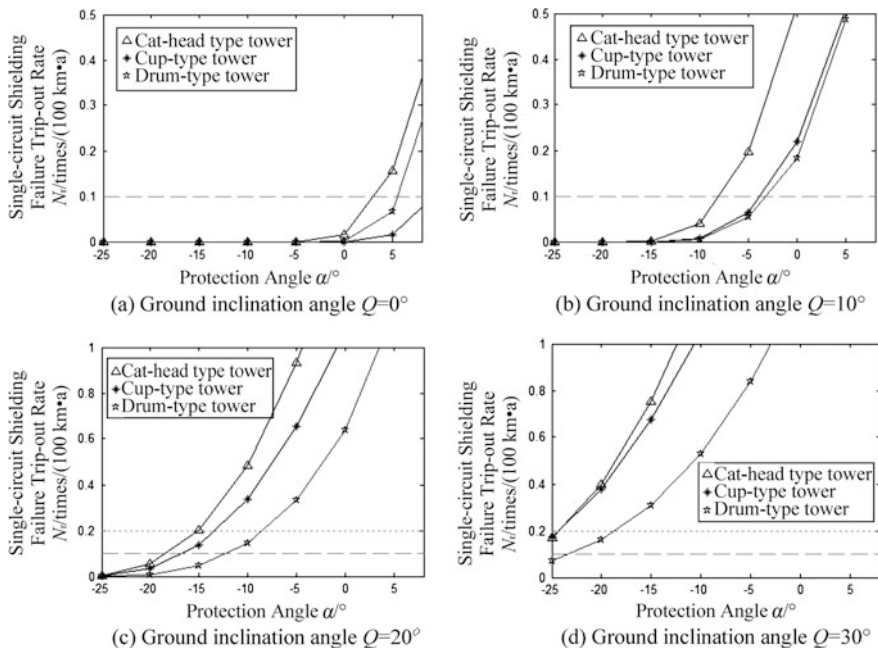 Single-circuit Shielding
Failure Trip-out Rate
Nₜ/times/(100 km•a)
0.5
0.4
0.3
0.2
0.1
0
Cat-head type tower
Cup-type tower
Drum-type tower
-25 -20 -15 -10 -5 0 5
Protection Angle α/°
(a) Ground inclination angle Q=0°
Single-circuit Shielding
Failure Trip-out Rate
Nₜ/times/(100 km•a)
0.5
0.4
0.3
0.2
0.1
0
Cat-head type tower
Cup-type tower
Drum-type tower
-25 -20 -15 -10 -5 0 5
Protection Angle α/°
(b) Ground inclination angle Q=10°
Single-circuit Shielding
Failure Trip-out Rate
Nₜ/times/(100 km•a)
1
0.8
0.6
0.4
0.2
0
Cat-head type tower
Cup-type tower
Drum-type tower
-25 -20 -15 -10 -5 0 5
Protection Angle α/°
(c) Ground inclination angle Q=20°
Single-circuit Shielding
Failure Trip-out Rate
Nₜ/times/(100 km•a)
1
0.8
0.6
0.4
0.2
0
Cat-head type tower
Cup-type tower
Drum-type tower
-25 -20 -15 -10 -5 0 5
Protection Angle α/°
(d) Ground inclination angle Q=30°